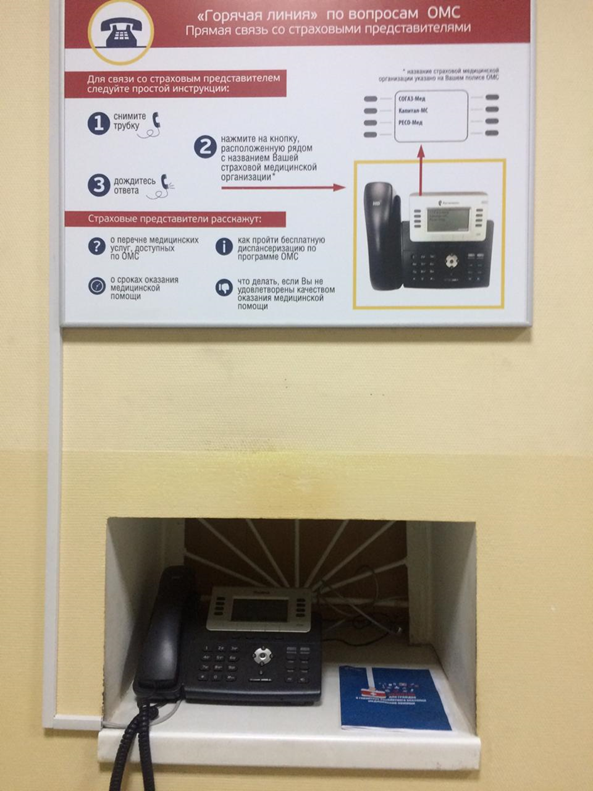 «Горячая линия» по вопросам ОМС
Прямая связь со страховыми представителями
Для связи со страховым представителем
следуйте простой инструкции:
1 снимите
трубку
2 нажмите на кнопку,
расположенную рядом
с названием Вашей
страховой медицинской
организации*
3 дождитесь
ответа
* название страховой медицинской
организации указано на Вашем полисе ОМС
СОГАЗ-Мед
Капитал-МС
РЕСО-Мед
Страховые представители расскажут:
? о перечне медицинских
услуг, доступных
по ОМС
i как пройти бесплатную
диспансеризацию по
программе ОМС
о сроках оказания
медицинской
помощи
что делать, если Вы не
удовлетворены качеством
оказания медицинской
помощи